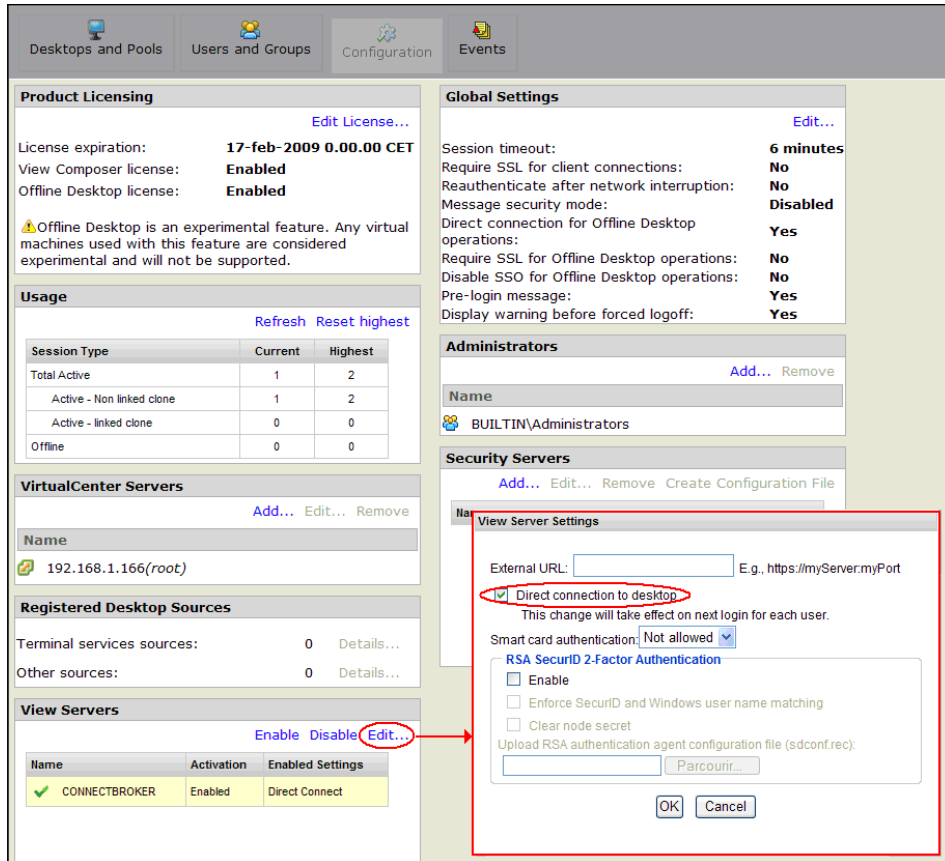 Desktops and Pools
Users and Groups
Configuration
Events
Product Licensing
Edit License...
License expiration: 17-feb-2009 0.00.00 CET
View Composer license: Enabled
Offline Desktop license: Enabled
Offline Desktop is an experimental feature. Any virtual
machines used with this feature are considered
experimental and will not be supported.
Usage
Refresh Reset highest
Session Type Current Highest
Total Active 1 2
Active - Non linked clone 1 2
Active - linked clone 0 0
Offline 0 0
VirtualCenter Servers
Add... Edit... Remove
Name
192.168.1.166(root)
Registered Desktop Sources
Terminal services sources: 0 Details...
Other sources: 0 Details...
View Servers
Enable Disable Edit...
Name Activation Enabled Settings
CONNECTBROKER Enabled Direct Connect
Global Settings
Edit...
Session timeout: 6 minutes
Require SSL for client connections: No
Reauthenticate after network interruption: No
Message security mode: Disabled
Direct connection for Offline Desktop
operations: Yes
Require SSL for Offline Desktop operations: No
Disable SSO for Offline Desktop operations: No
Pre-login message: Yes
Display warning before forced logoff: Yes
Administrators
Add... Remove
Name
BUILTIN\Administrators
Security Servers
Add... Edit... Remove Create Configuration File
View Server Settings
External URL: E.g., https://myServer:myPort
Direct connection to desktop
This change will take effect on next login for each user.
Smart card authentication: Not allowed
RSA SecurID 2-Factor Authentication
Enable
Enforce SecurID and Windows user name matching
Clear node secret
Upload RSA authentication agent configuration file (sdconf.rec):
Parcourir...
OK Cancel